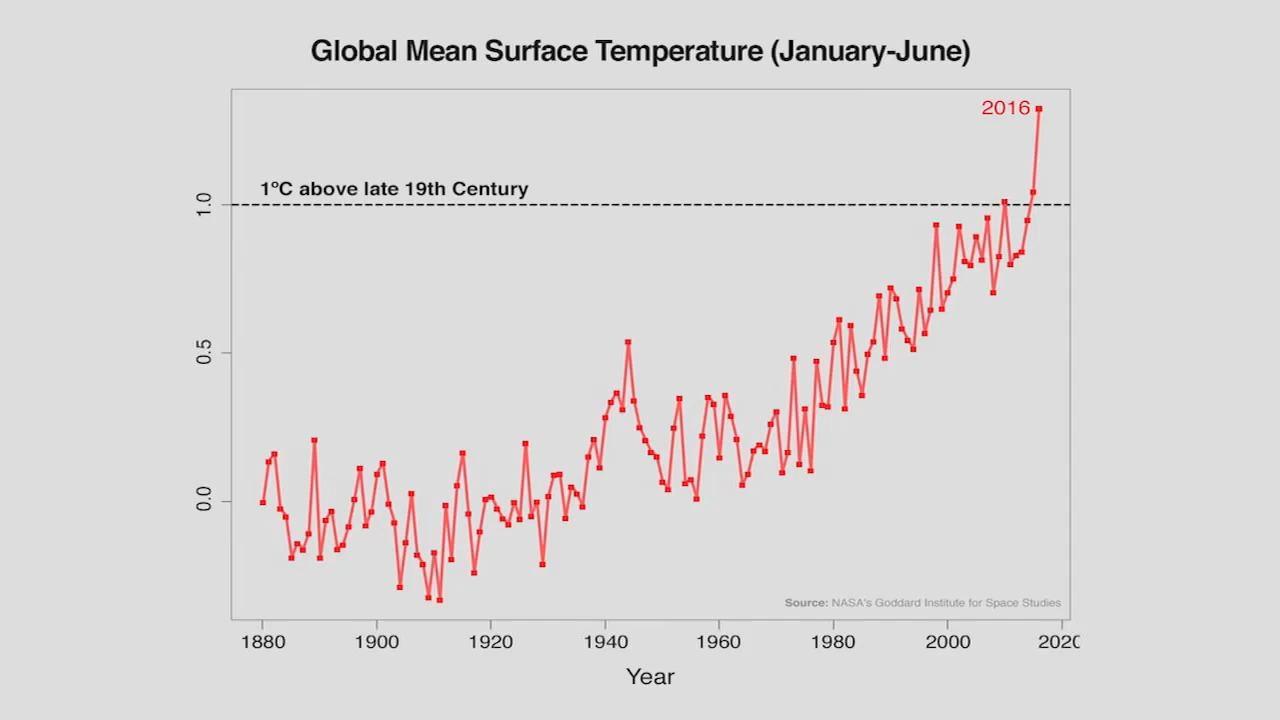 Global Mean Surface Temperature (January-June)
2016
1ºC above late 19th Century
1.0
0.5
0.0
Source: NASA's Goddard Institute for Space Studies
1880 1900 1920 1940 1960 1980 2000 2020
Year